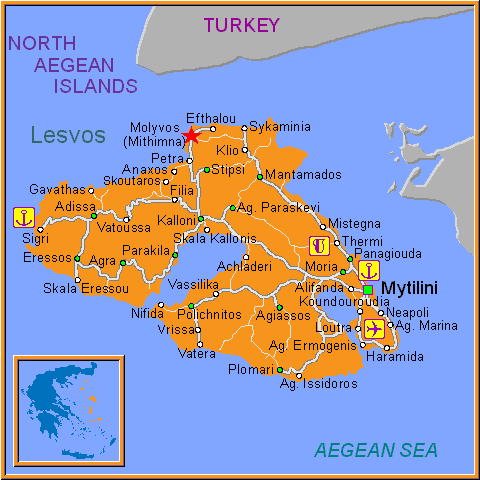 TURKEY
NORTH
AEGEAN
ISLANDS
Lesvos
Efthalou
Molyvos
(Mithimna)
Sykaminia
Klio
Petra
Anaxos
Stipsi
Mantamados
Skoutaros
Gavathas
Filia
Adissa
Ag. Paraskevi
Kalloni
Vatoussa
Mistegna
Sigri
Skala Kallonis
Thermi
Parakila
Panagiouda
Eressos
Agra
Achladeri
Moria
Skala Eressou
Vassilika
Alifanda
Mytilini
Koundouroudia
Nifida
Polichnitos
Agiassos
Neapoli
Vrissa
Loutra
Ag. Marina
Vatera
Ag. Ermogenis
Haramida
Plomari
Ag. Issidoros
AEGEAN SEA